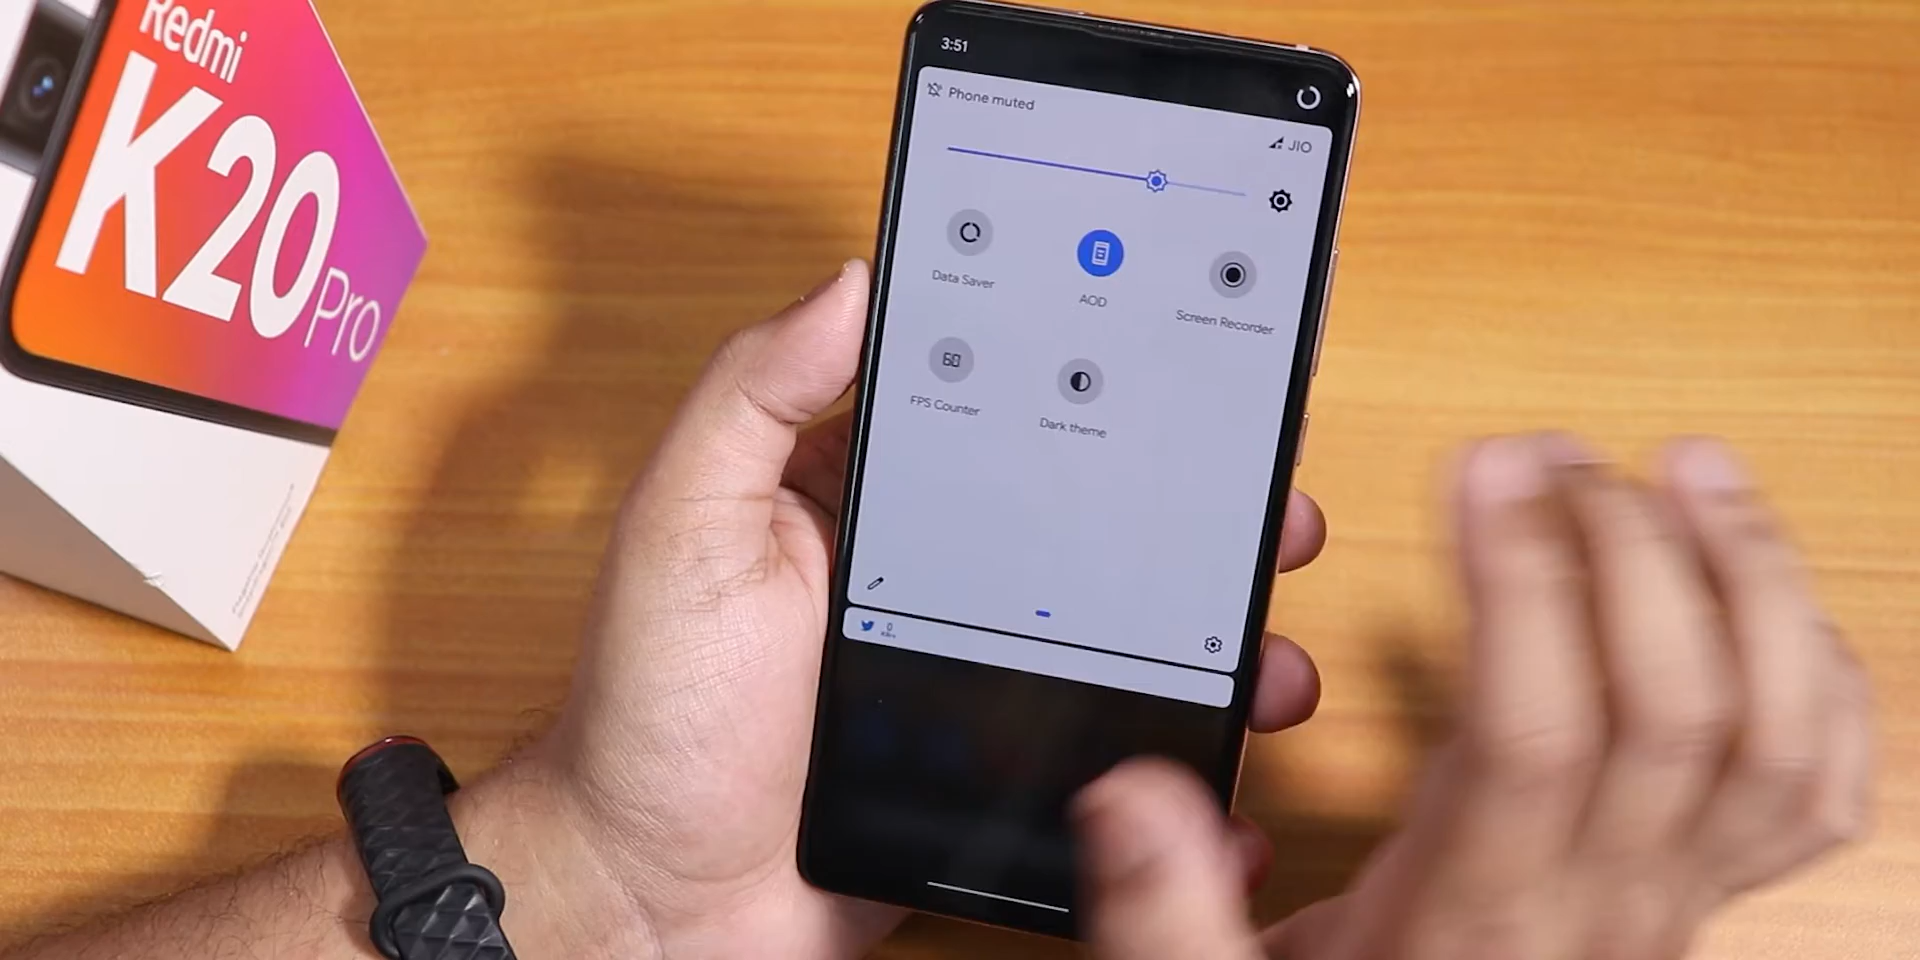 Redmi
K20 Pro
3:51
Phone muted
JIO
Data Saver
AOD
Screen Recorder
60
FPS Counter
Dark theme
0